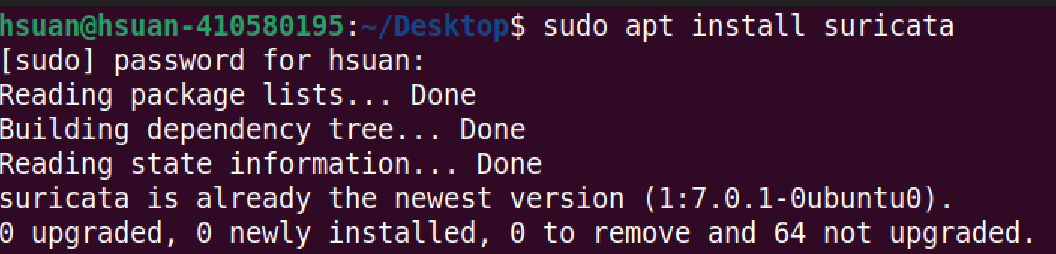 hsuan@hsuan-410580195:~/Desktop$ sudo apt install suricata
[sudo] password for hsuan:
Reading package lists... Done
Building dependency tree... Done
Reading state information... Done
suricata is already the newest version (1:7.0.1-0ubuntu0).
0 upgraded, 0 newly installed, 0 to remove and 64 not upgraded.